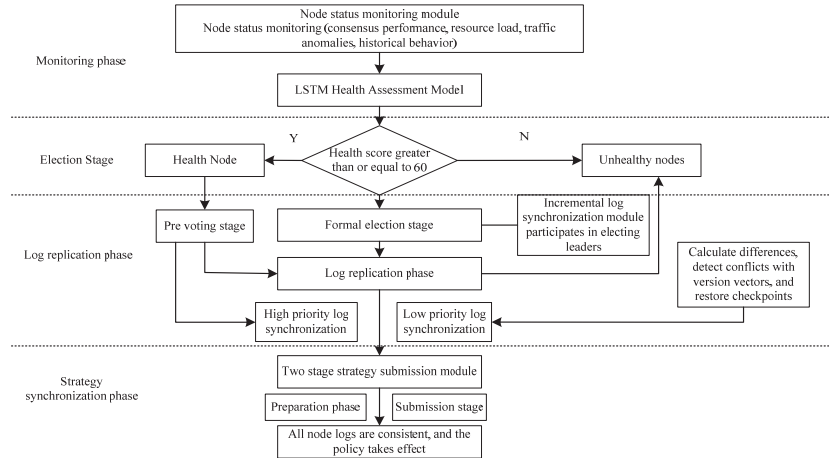 Node status monitoring module
Node status monitoring (consensus performance, resource load, traffic
anomalies, historical behavior)
Monitoring phase
LSTM Health Assessment Model
Y
N
Election Stage
Health Node
Health score greater
than or equal to 60
Unhealthy nodes
Pre voting stage
Formal election stage
Incremental log
synchronization module
participates in electing
leaders
Log replication phase
Log replication phase
Calculate differences,
detect conflicts with
version vectors, and
restore checkpoints
High priority log
synchronization
Low priority log
synchronization
Two stage strategy submission module
Strategy
synchronization phase
Preparation phase
Submission stage
All node logs are consistent, and the
policy takes effect